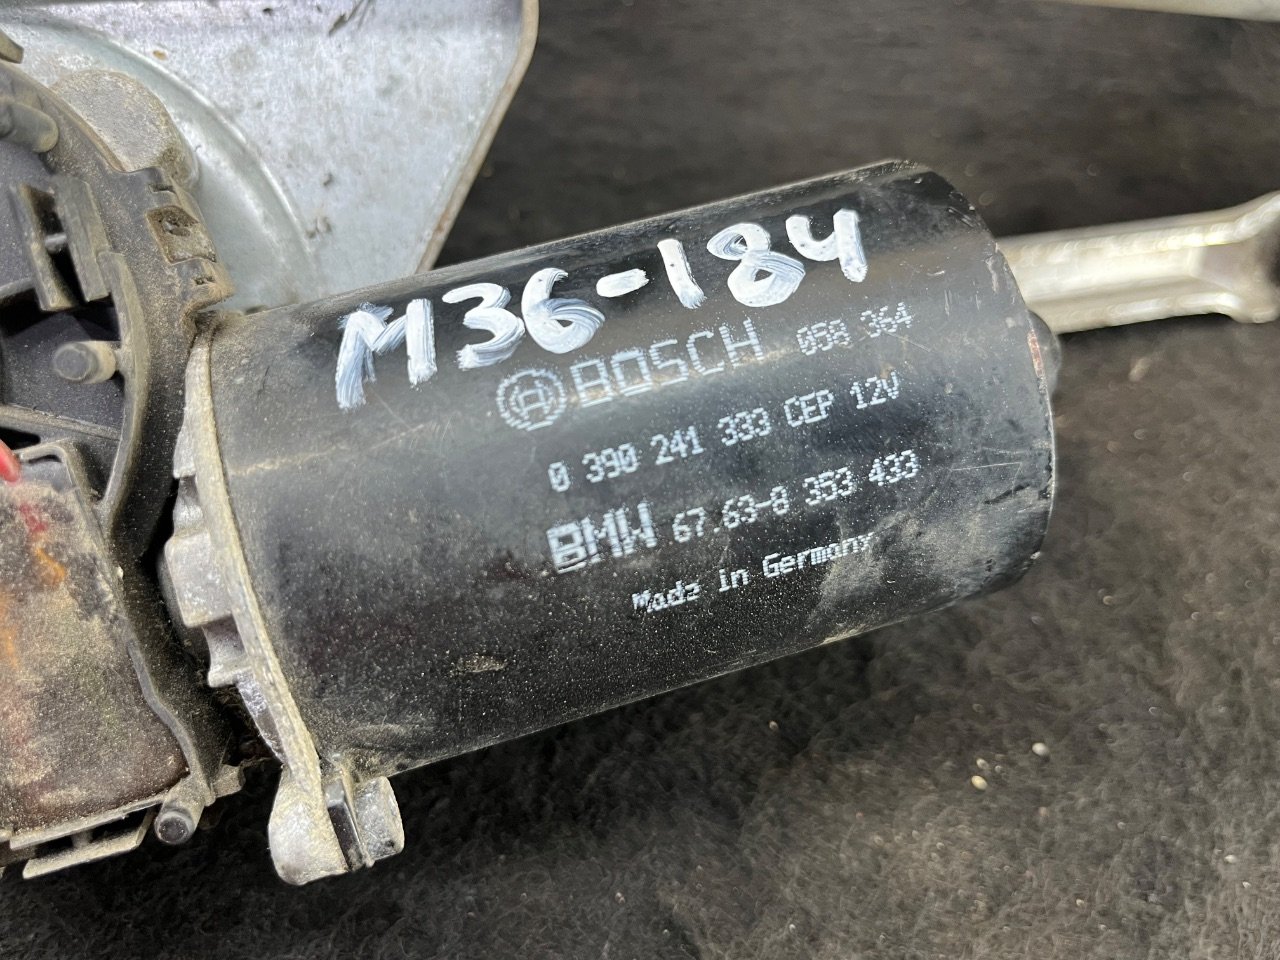 M36-184
BOSCH 058 364
0 390 241 333 CEP 12V
BMW 67.63-8 353 433
Made in Germany